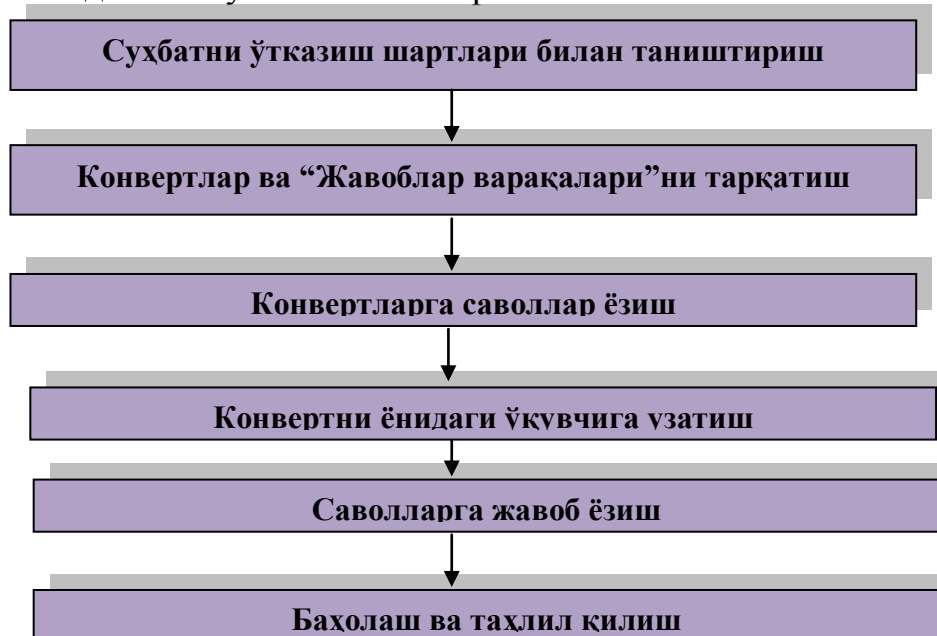 Суҳбатни ўтказиш шартлари билан таништириш
Конвертлар ва “Жавоблар варақалари”ни тарқатиш
Конвертларга саволлар ёзиш
Конвертни ёнидаги ўқувчига узатиш
Саволларга жавоб ёзиш
Баҳолаш ва таҳлил қилиш